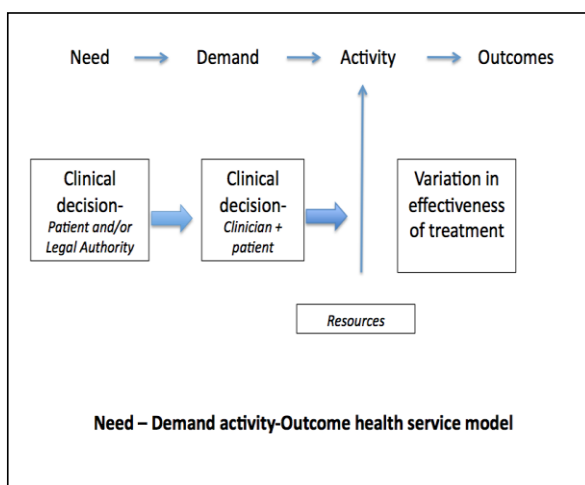 Need Demand Activity Outcomes
Clinical
decision-
Patient and/or
Legal Authority
Clinical
decision-
Clinician +
patient
Variation in
effectiveness
of treatment
Resources
Need – Demand activity-Outcome health service model